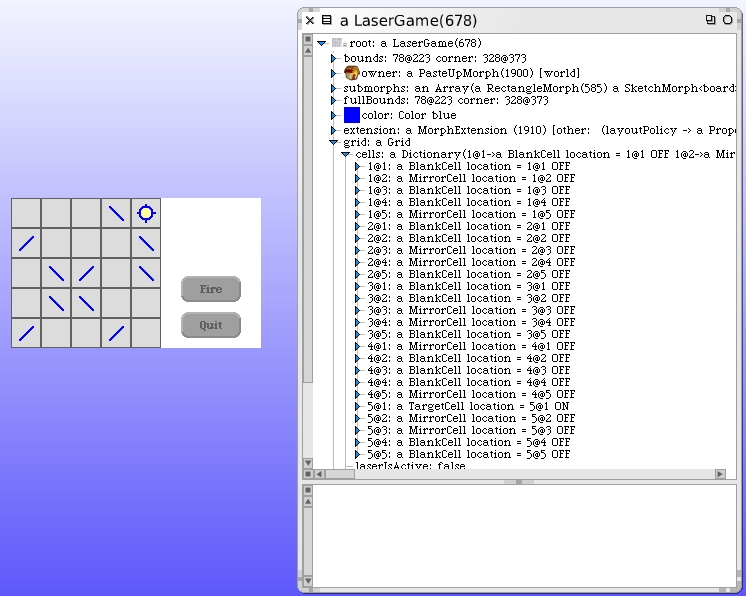 a LaserGame(678)
root: a LaserGame(678)
bounds: 78@223 corner: 328@373
owner: a PasteUpMorph(1900) [world]
submorphs: an Array(a RectangleMorph(585) a SketchMorph<board
fullBounds: 78@223 corner: 328@373
color: Color blue
extension: a MorphExtension (1910) [other:  (layoutPolicy -> a Prop
grid: a Grid
cells: a Dictionary(1@1->a BlankCell location = 1@1 OFF 1@2->a Mir
1@1: a BlankCell location = 1@1 OFF
1@2: a MirrorCell location = 1@2 OFF
1@3: a BlankCell location = 1@3 OFF
1@4: a BlankCell location = 1@4 OFF
1@5: a MirrorCell location = 1@5 OFF
2@1: a BlankCell location = 2@1 OFF
2@2: a BlankCell location = 2@2 OFF
2@3: a MirrorCell location = 2@3 OFF
2@4: a MirrorCell location = 2@4 OFF
2@5: a BlankCell location = 2@5 OFF
3@1: a BlankCell location = 3@1 OFF
3@2: a BlankCell location = 3@2 OFF
3@3: a MirrorCell location = 3@3 OFF
3@4: a MirrorCell location = 3@4 OFF
3@5: a BlankCell location = 3@5 OFF
4@1: a MirrorCell location = 4@1 OFF
4@2: a BlankCell location = 4@2 OFF
4@3: a BlankCell location = 4@3 OFF
4@4: a BlankCell location = 4@4 OFF
4@5: a MirrorCell location = 4@5 OFF
5@1: a TargetCell location = 5@1 ON
5@2: a MirrorCell location = 5@2 OFF
5@3: a MirrorCell location = 5@3 OFF
5@4: a BlankCell location = 5@4 OFF
5@5: a BlankCell location = 5@5 OFF
laserIsActive: false
Fire
Quit